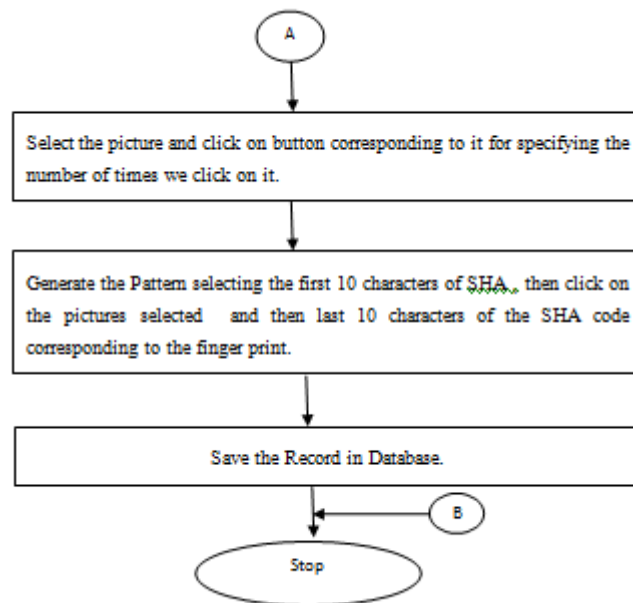 A
Select the picture and click on button corresponding to it for specifying the
number of times we click on it.
Generate the Pattern selecting the first 10 characters of SHA , then click on
the pictures selected and then last 10 characters of the SHA code
corresponding to the finger print.
Save the Record in Database.
B
Stop